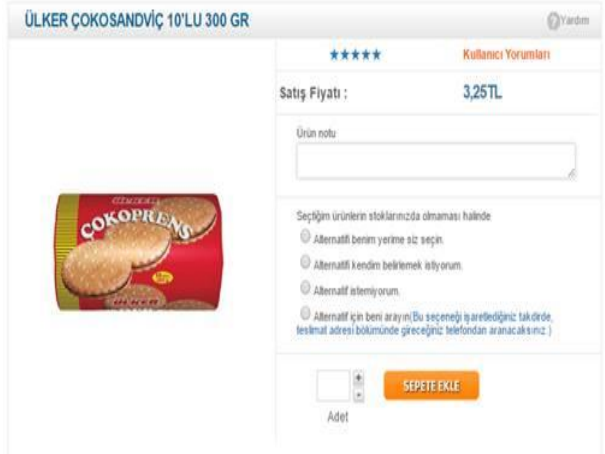 ÜLKER ÇOKOSANDVİÇ 10'LU 300 GR
Yardım
Kullanıcı Yorumları
Satış Fiyatı :
3,25TL
Ürün notu
ÜLKER
ÇOKOPRENS
ÜLKER
Seçtiğim ürünlerin stoklarınızda olmaması halinde
Alternatifi benim yerime siz seçin.
Alternatifi kendim belirlemek istiyorum.
Alternatif istemiyorum.
Alternatif için beni arayın(Bu seçeneği işaretlediğiniz takdirde,
teslimat adresi bölümünde gireceğiniz telefondan aranacaksınız.)
SEPETE EKLE
Adet